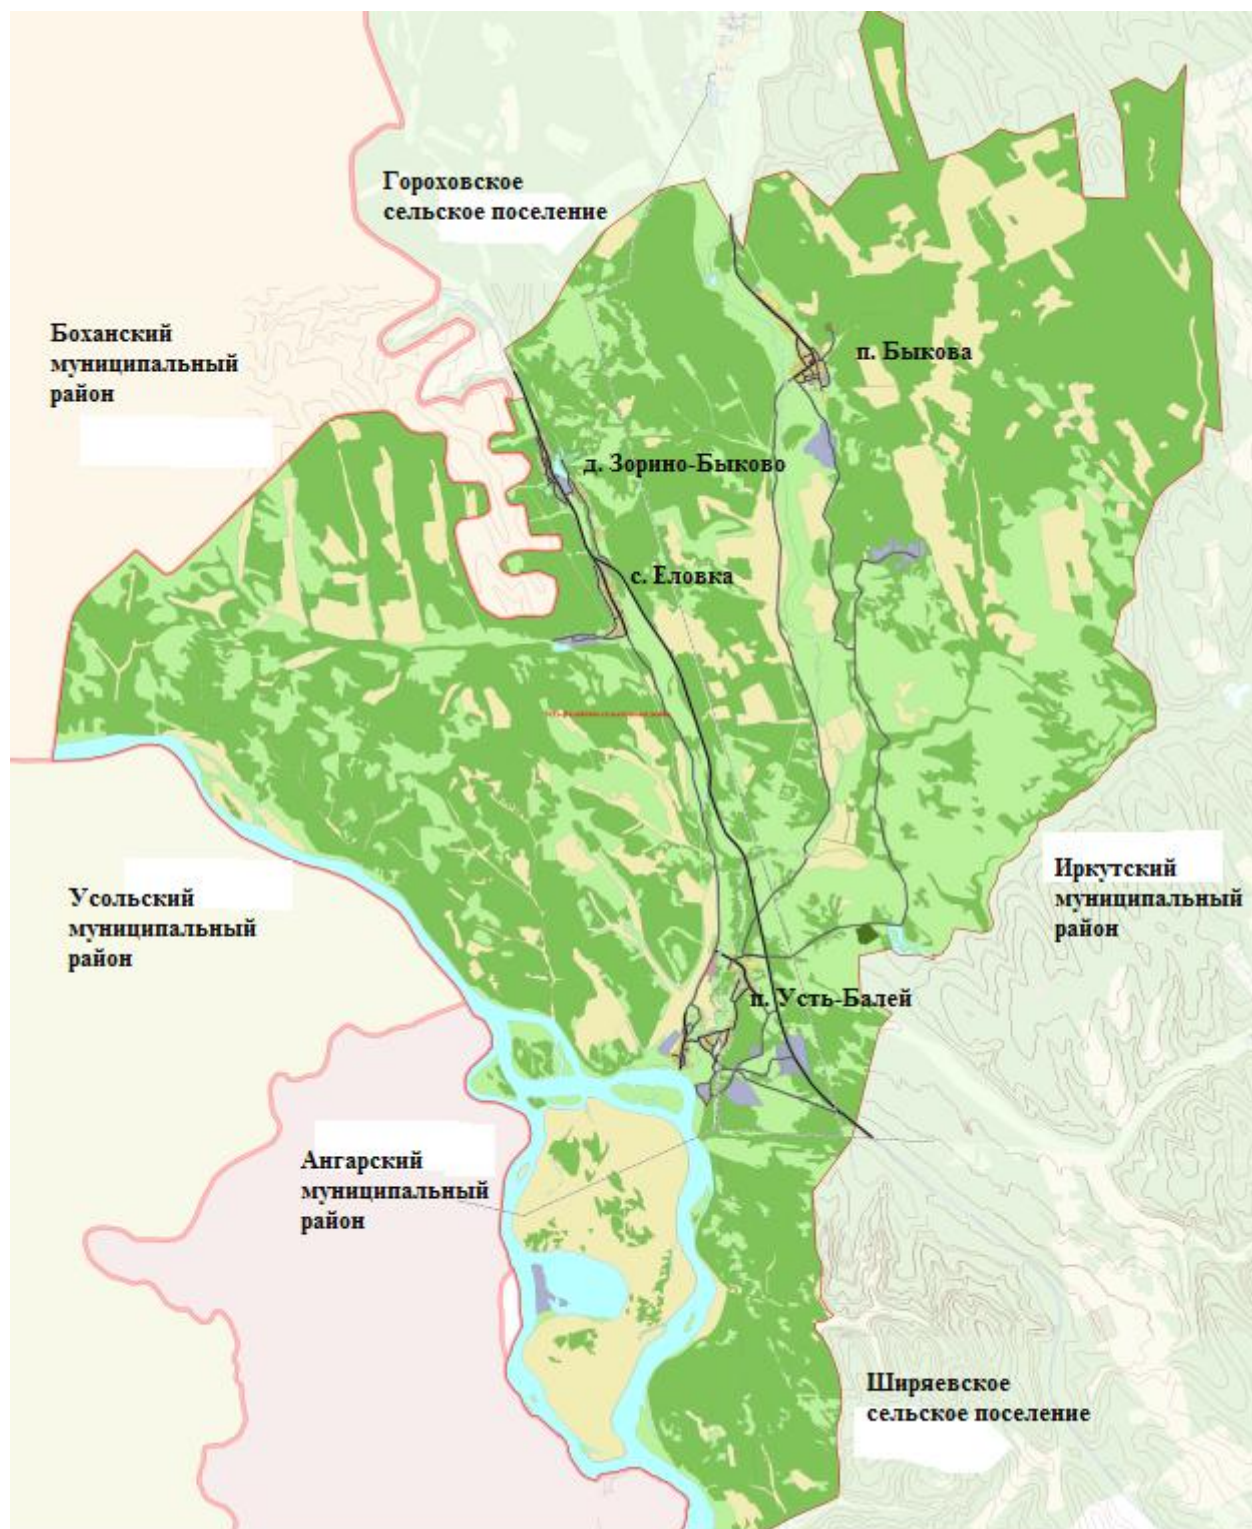 Гороховское
сельское поселение
Боханский
муниципальный
район
п. Быкова
д. Зорино-Быково
с. Еловка
Усольский
муниципальный
район
Иркутский
муниципальный
район
п. Усть-Балей
Ангарский
муниципальный
район
Ширяевское
сельское поселение